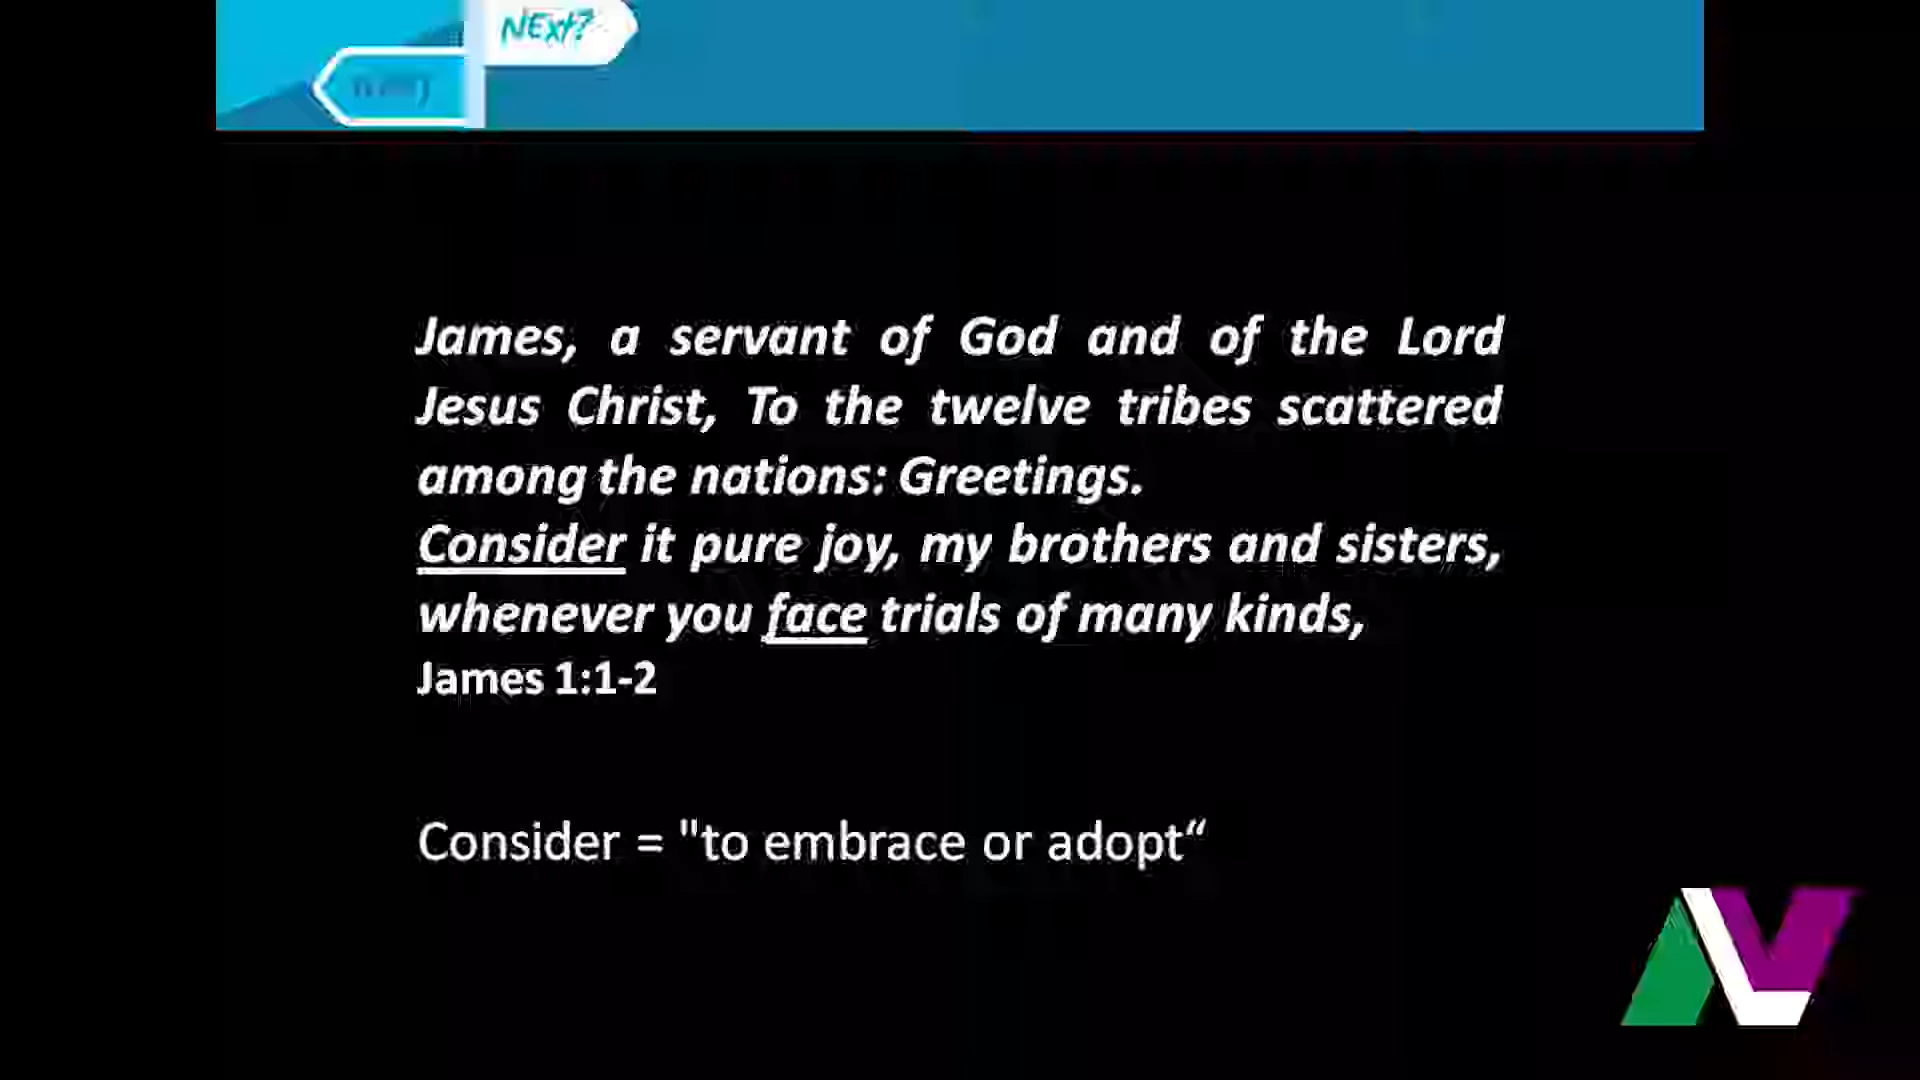 NExt?
James, a servant of God and of the Lord
Jesus Christ, To the twelve tribes scattered
among the nations: Greetings.
Consider it pure joy, my brothers and sisters,
whenever you face trials of many kinds,
James 1:1-2
Consider = "to embrace or adopt“